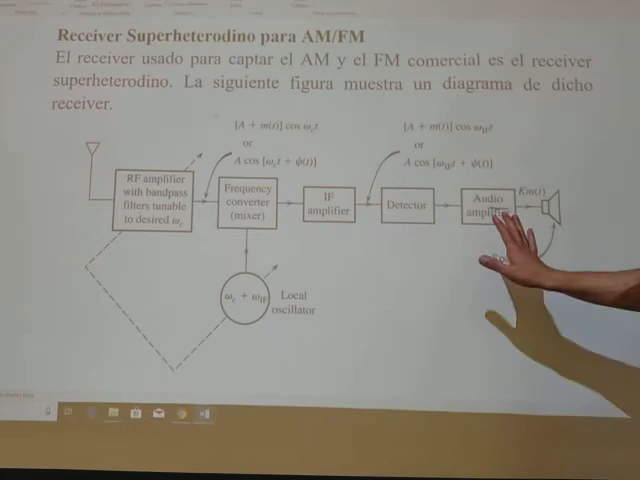 Receiver Superheterodino para AM/FM
El receiver usado para captar el AM y el FM comercial es el receiver
superheterodino. La siguiente figura muestra un diagrama de dicho
receiver.
[A + m(t)] cos ω_c t
or
A cos [ω_c t + ψ(t)]
[A + m(t)] cos ω_IF t
or
A cos [ω_IF t + ψ(t)]
RF amplifier
with bandpass
filters tunable
to desired ω_c
Frequency
converter
(mixer)
IF
amplifier
Detector
Audio
Km(t)
ω_c + ω_IF
Local
oscillator